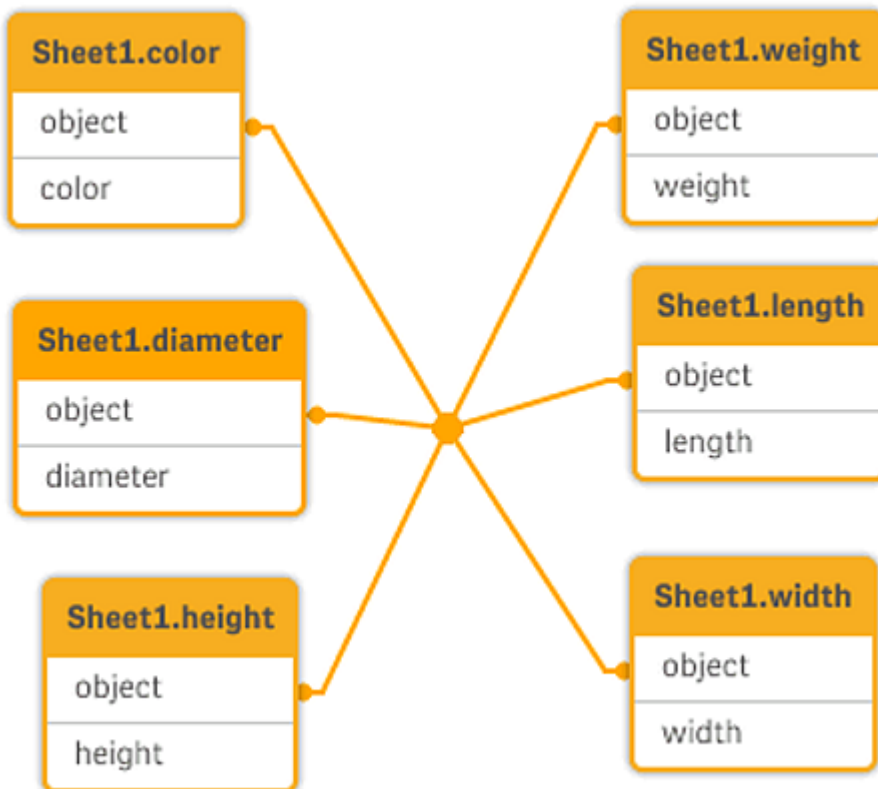 Sheet1.color
object
color
Sheet1.diameter
object
diameter
Sheet1.height
object
height
Sheet1.weight
object
weight
Sheet1.length
object
length
Sheet1.width
object
width